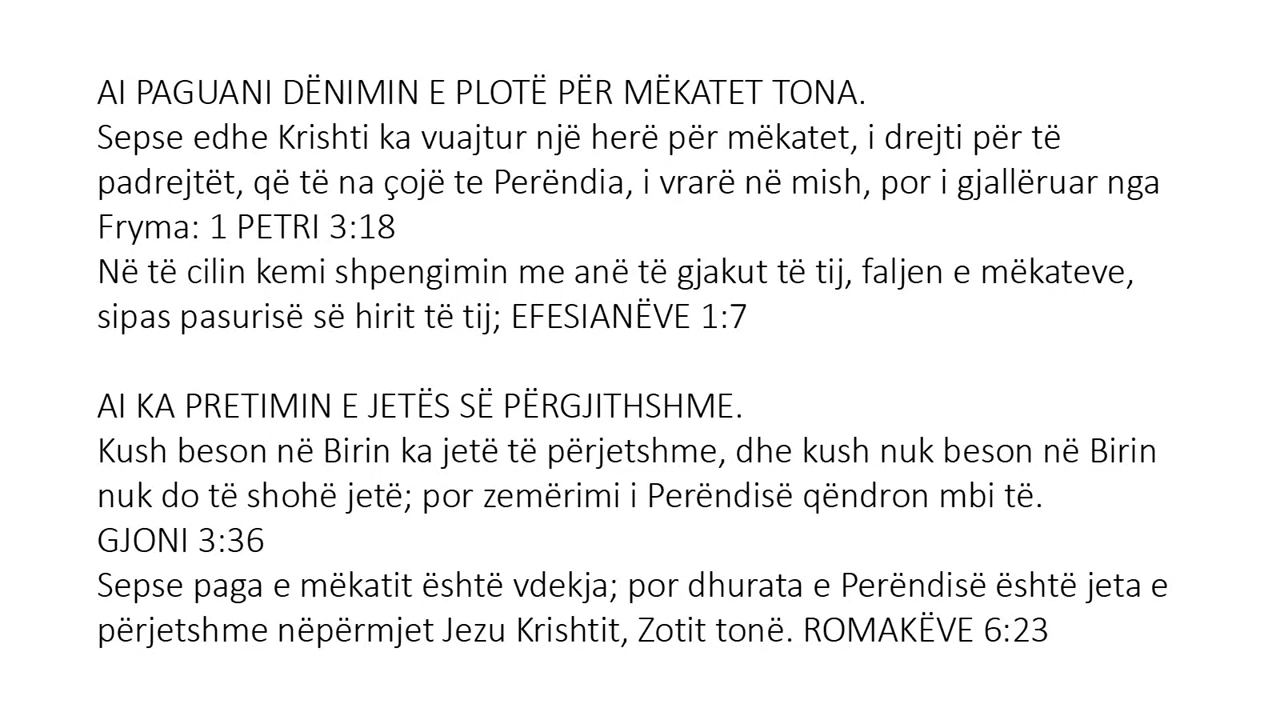 AI PAGUANI DËNIMIN E PLOTË PËR MËKATET TONA.
Sepse edhe Krishti ka vuajtur një herë për mëkatet, i drejti për të
padrejtët, që të na çojë te Perëndia, i vrarë në mish, por i gjallëruar nga
Fryma: 1 PETRI 3:18
Në të cilin kemi shpengimin me anë të gjakut të tij, faljen e mëkateve,
sipas pasurisë së hirit të tij; EFESIANËVE 1:7
AI KA PRETIMIN E JETËS SË PËRGJITHSHME.
Kush beson në Birin ka jetë të përjetshme, dhe kush nuk beson në Birin
nuk do të shohë jetë; por zemërimi i Perëndisë qëndron mbi të.
GJONI 3:36
Sepse paga e mëkatit është vdekja; por dhurata e Perëndisë është jeta e
përjetshme nëpërmjet Jezu Krishtit, Zotit tonë. ROMAKËVE 6:23